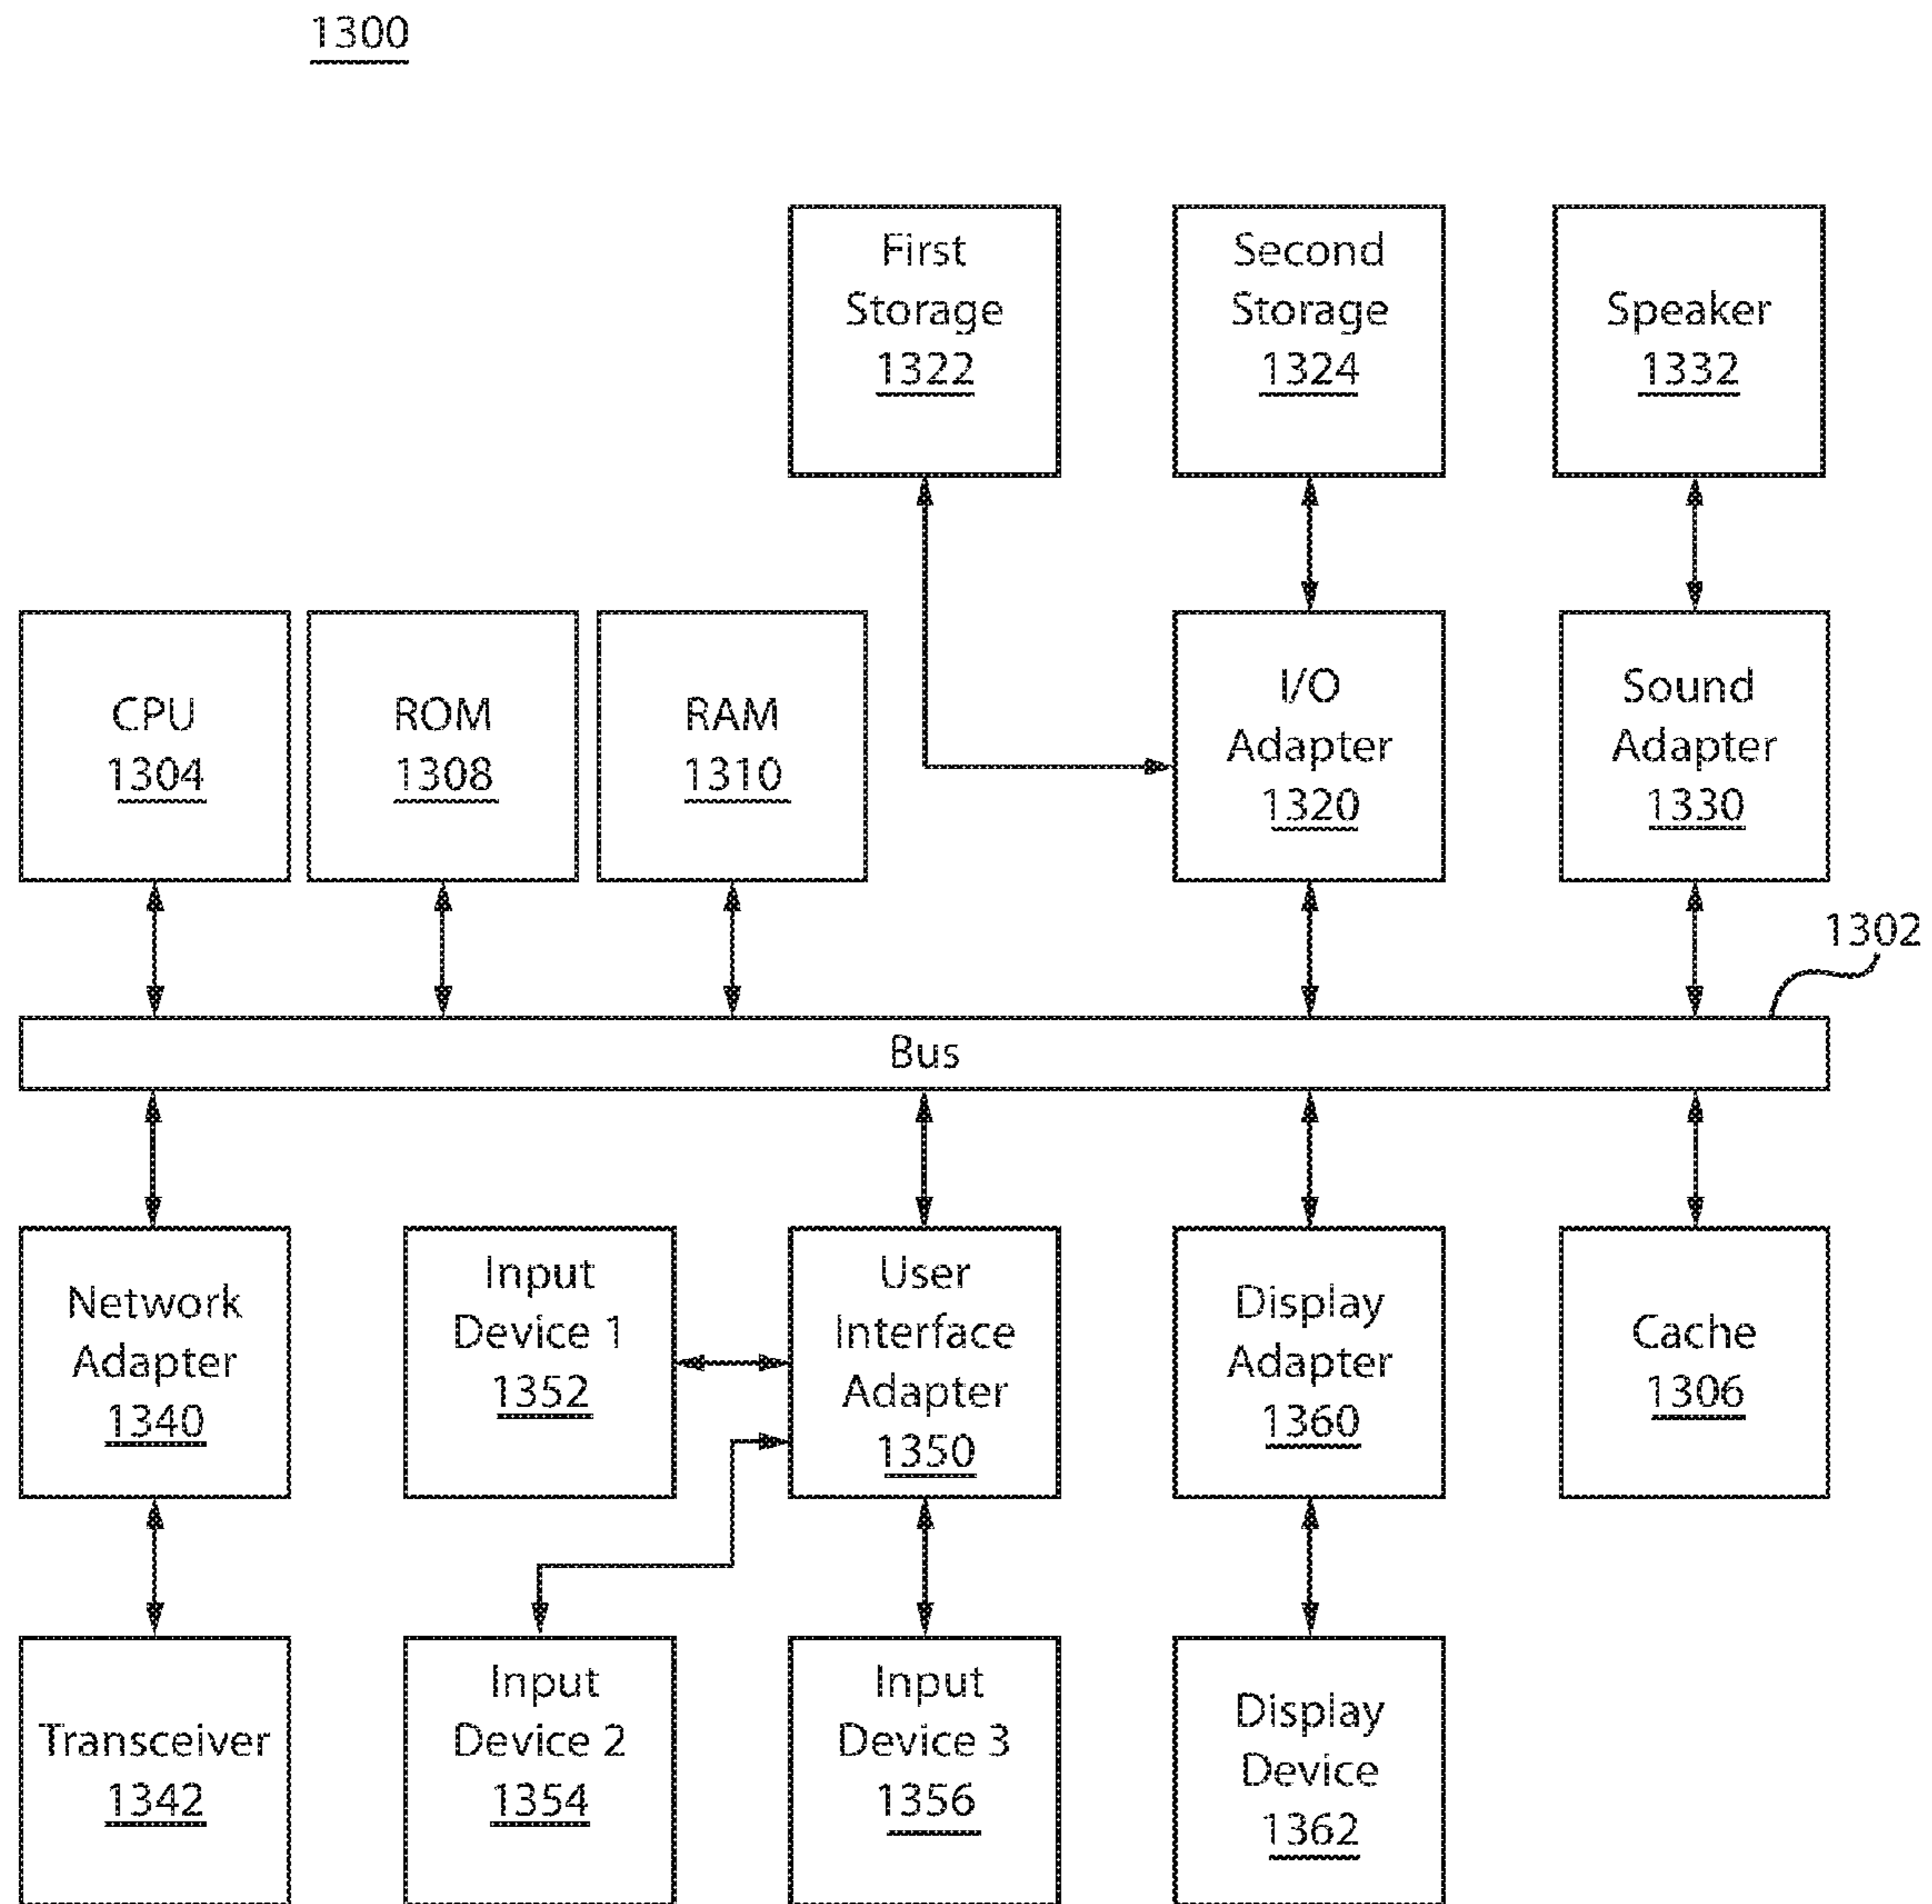 1300
First
Storage
1322
Second
Storage
1324
Speaker
1332
CPU
1304
ROM
1308
RAM
1310
I/O
Adapter
1320
Sound
Adapter
1330
1302
Bus
Network
Adapter
1340
Input
Device 1
1352
User
Interface
Adapter
1350
Display
Adapter
1360
Cache
1306
Transceiver
1342
Input
Device 2
1354
Input
Device 3
1356
Display
Device
1362